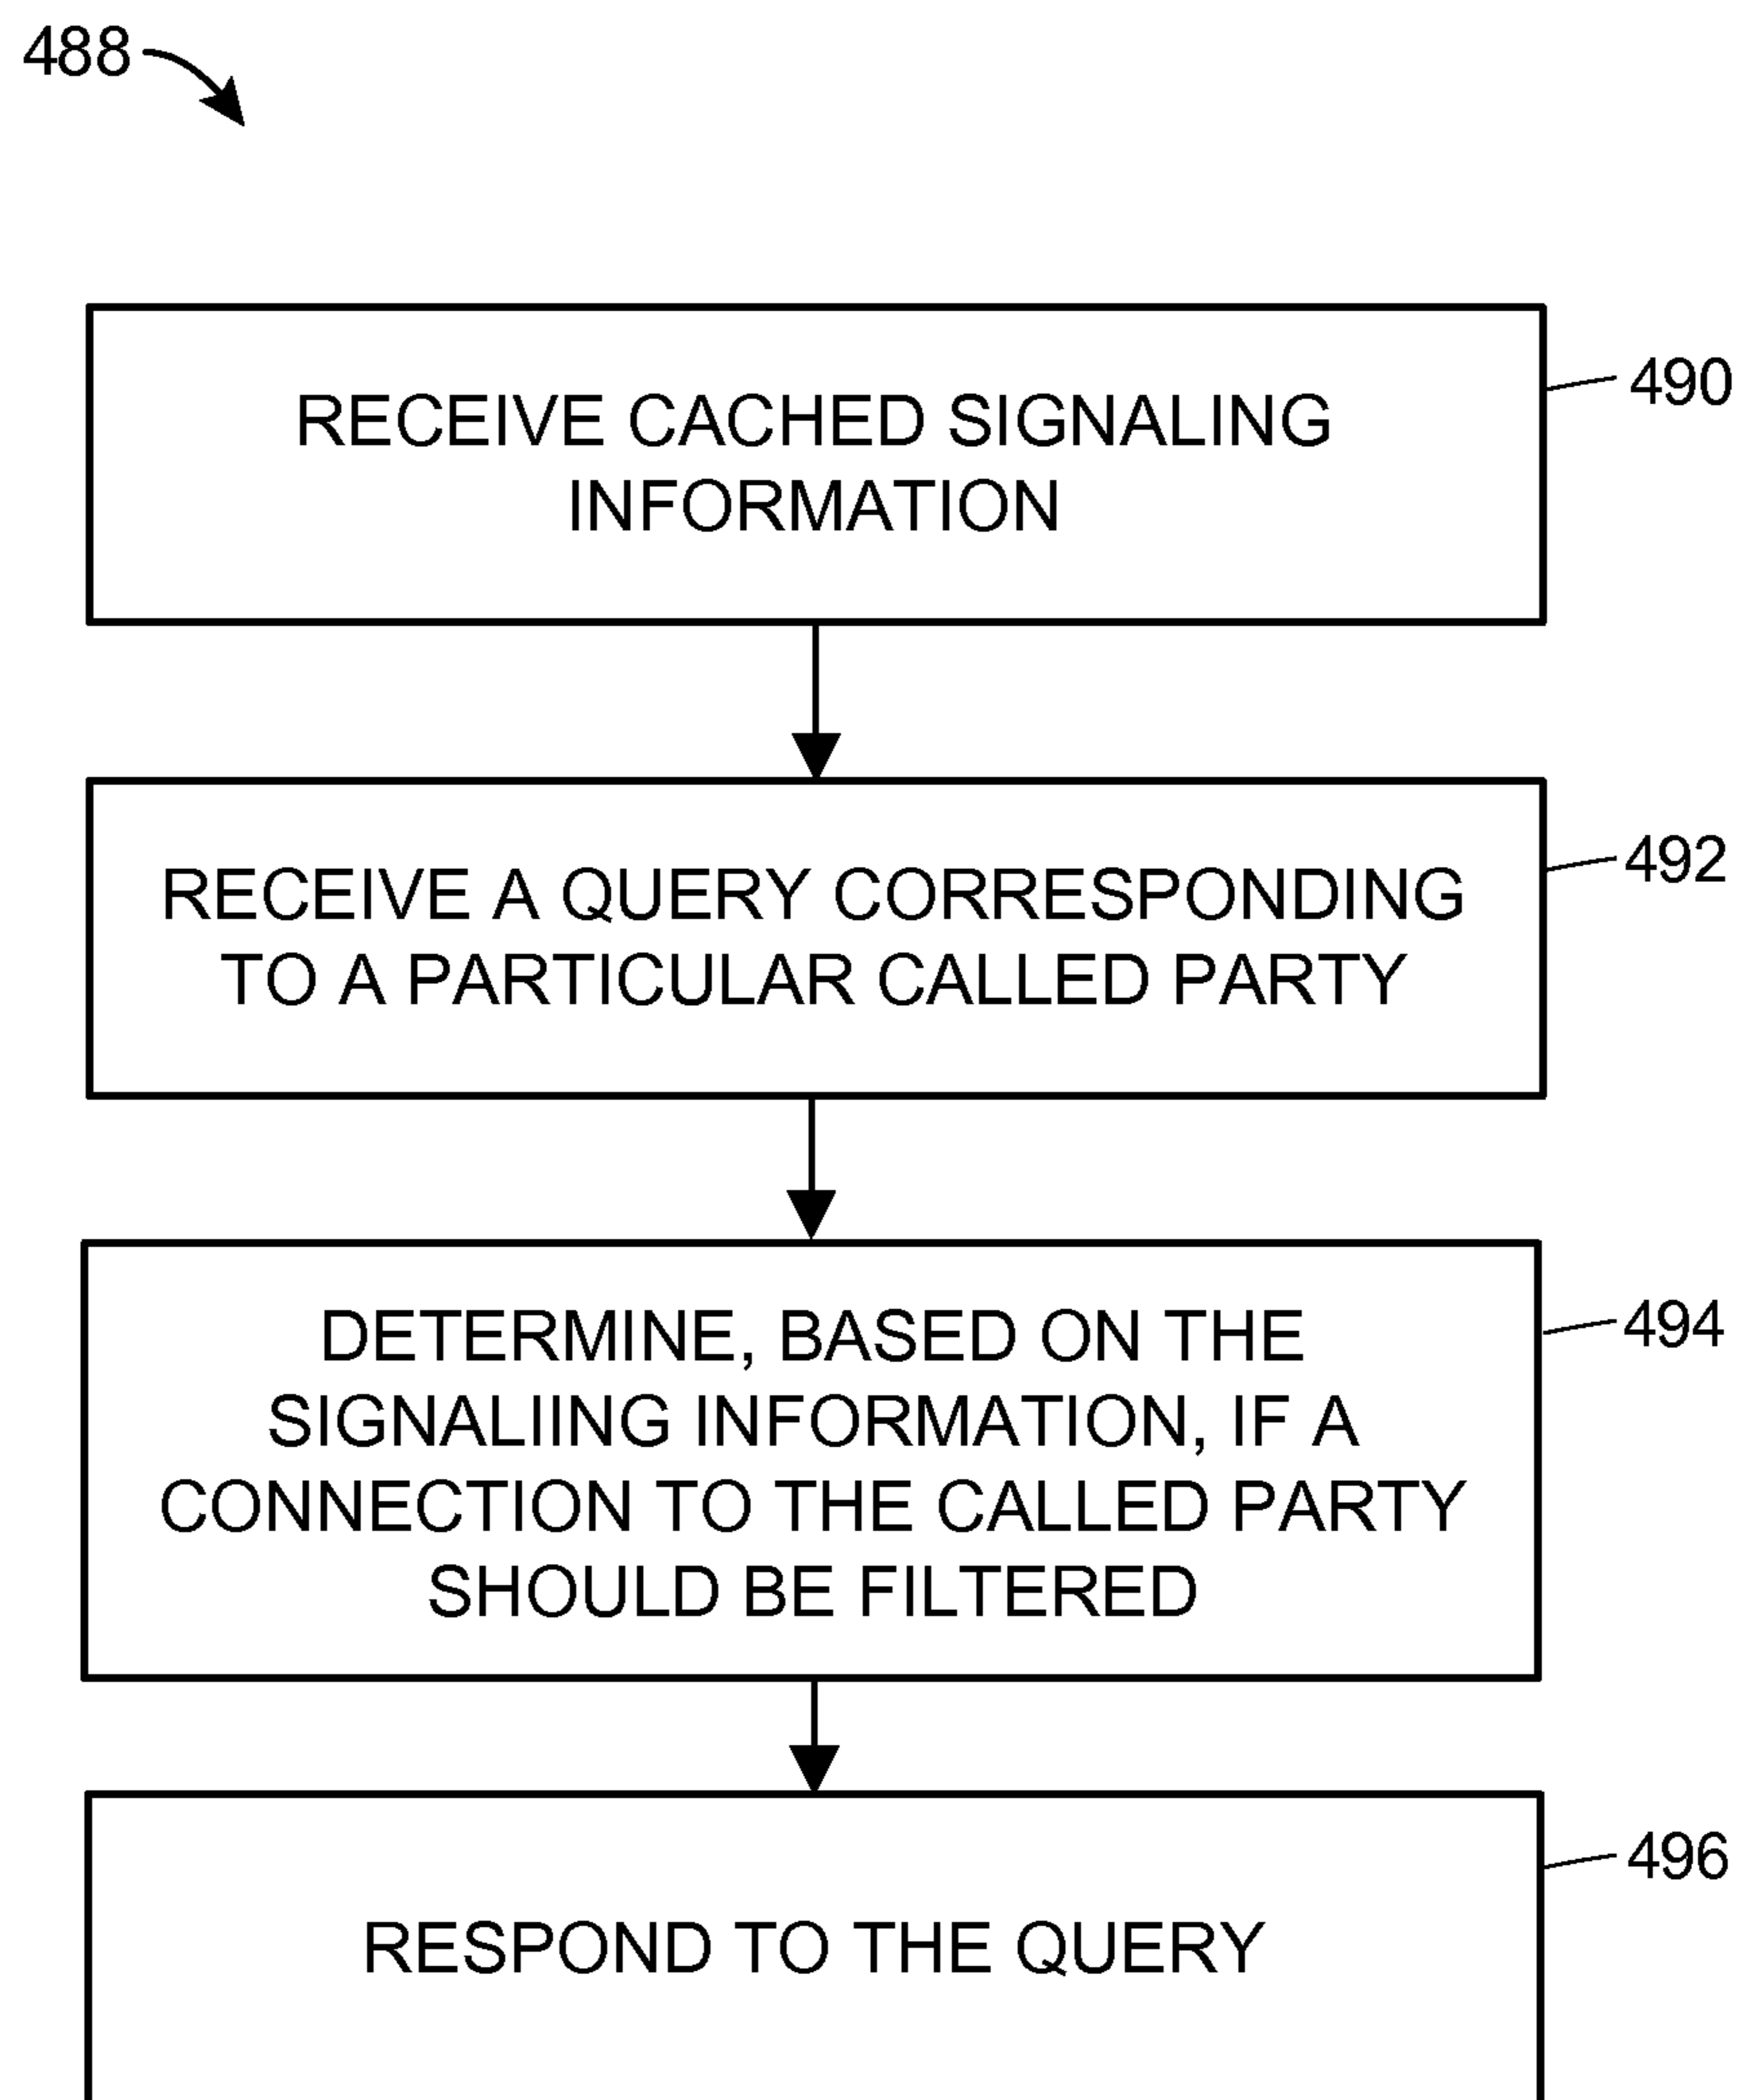 488
RECEIVE CACHED SIGNALING
INFORMATION
490
RECEIVE A QUERY CORRESPONDING
TO A PARTICULAR CALLED PARTY
492
DETERMINE, BASED ON THE
SIGNALIING INFORMATION, IF A
CONNECTION TO THE CALLED PARTY
SHOULD BE FILTERED
494
RESPOND TO THE QUERY
496